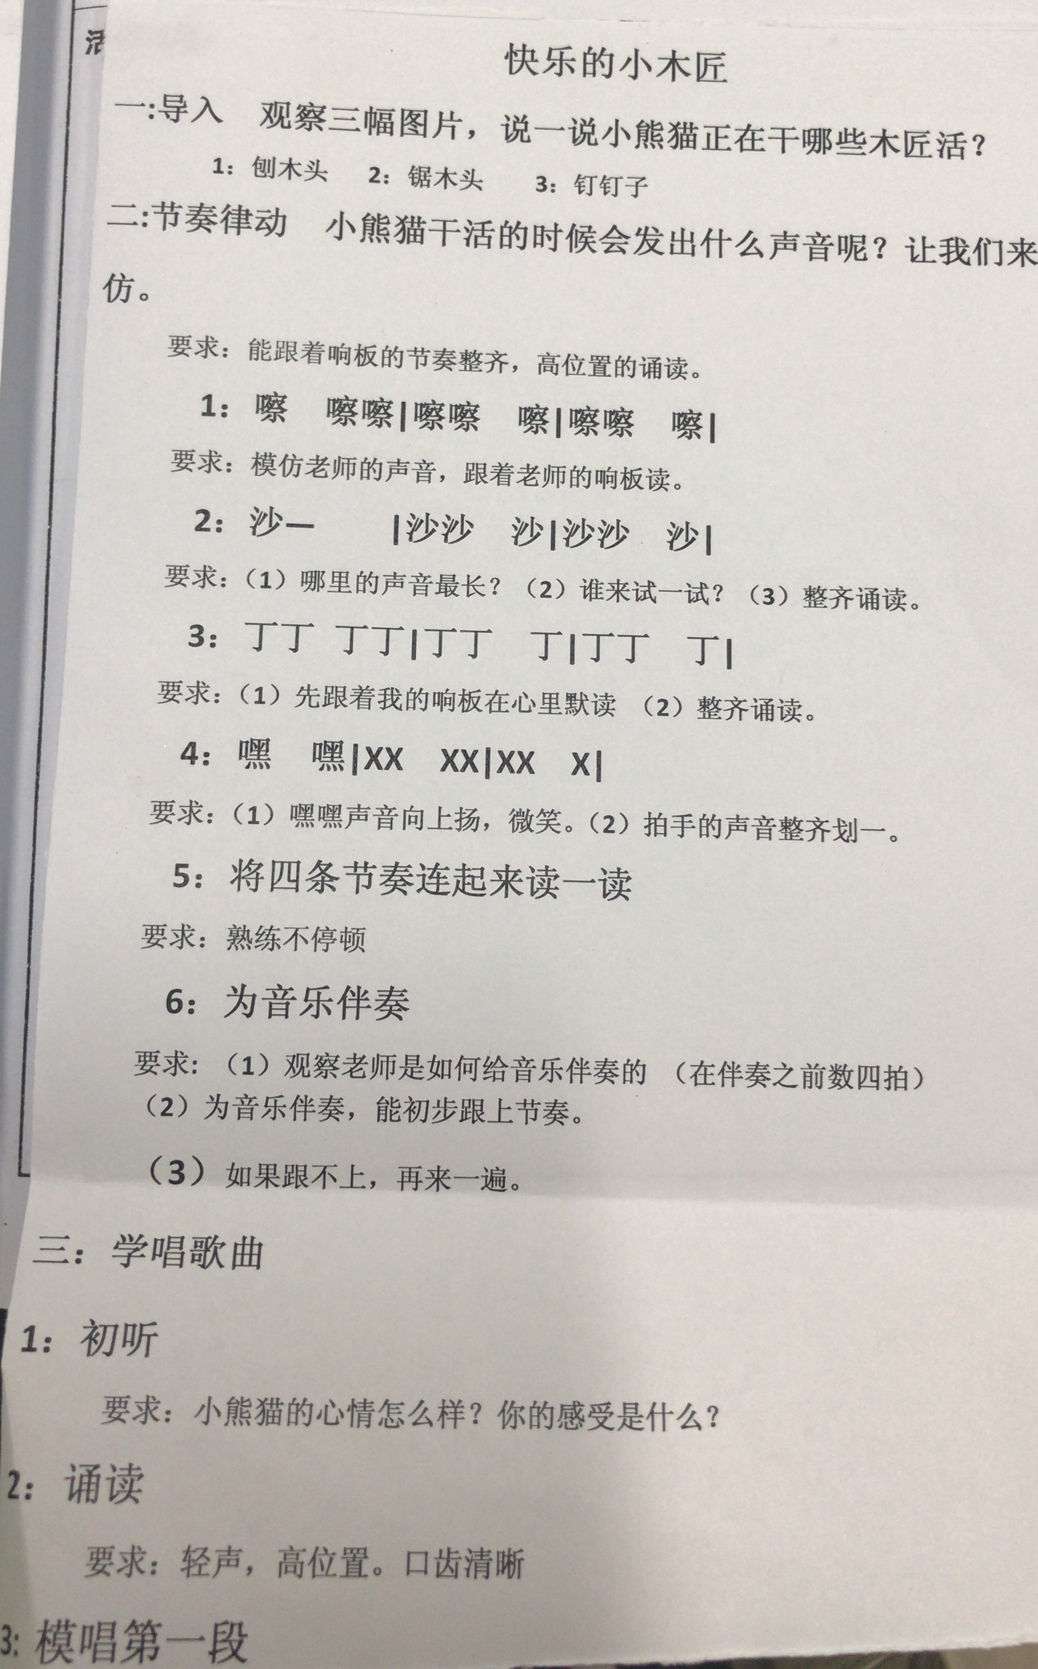 快乐的小木匠
一:导入 观察三幅图片，说一说小熊猫正在干哪些木匠活？
1：刨木头 2：锯木头 3：钉钉子
二:节奏律动 小熊猫干活的时候会发出什么声音呢？让我们来
仿。
要求：能跟着响板的节奏整齐，高位置的诵读。
1：嚓 嚓嚓|嚓嚓 嚓|嚓嚓 嚓|
要求：模仿老师的声音，跟着老师的响板读。
2：沙— |沙沙 沙|沙沙 沙|
要求：（1）哪里的声音最长？（2）谁来试一试？（3）整齐诵读。
3：丁丁 丁丁|丁丁 丁|丁丁 丁|
要求：（1）先跟着我的响板在心里默读 （2）整齐诵读。
4：嘿 嘿|XX XX|XX X|
要求：（1）嘿嘿声音向上扬，微笑。（2）拍手的声音整齐划一。
5：将四条节奏连起来读一读
要求：熟练不停顿
6：为音乐伴奏
要求：（1）观察老师是如何给音乐伴奏的 （在伴奏之前数四拍）
（2）为音乐伴奏，能初步跟上节奏。
（3）如果跟不上，再来一遍。
三：学唱歌曲
1：初听
要求：小熊猫的心情怎么样？你的感受是什么？
2：诵读
要求：轻声，高位置。口齿清晰
3：模唱第一段